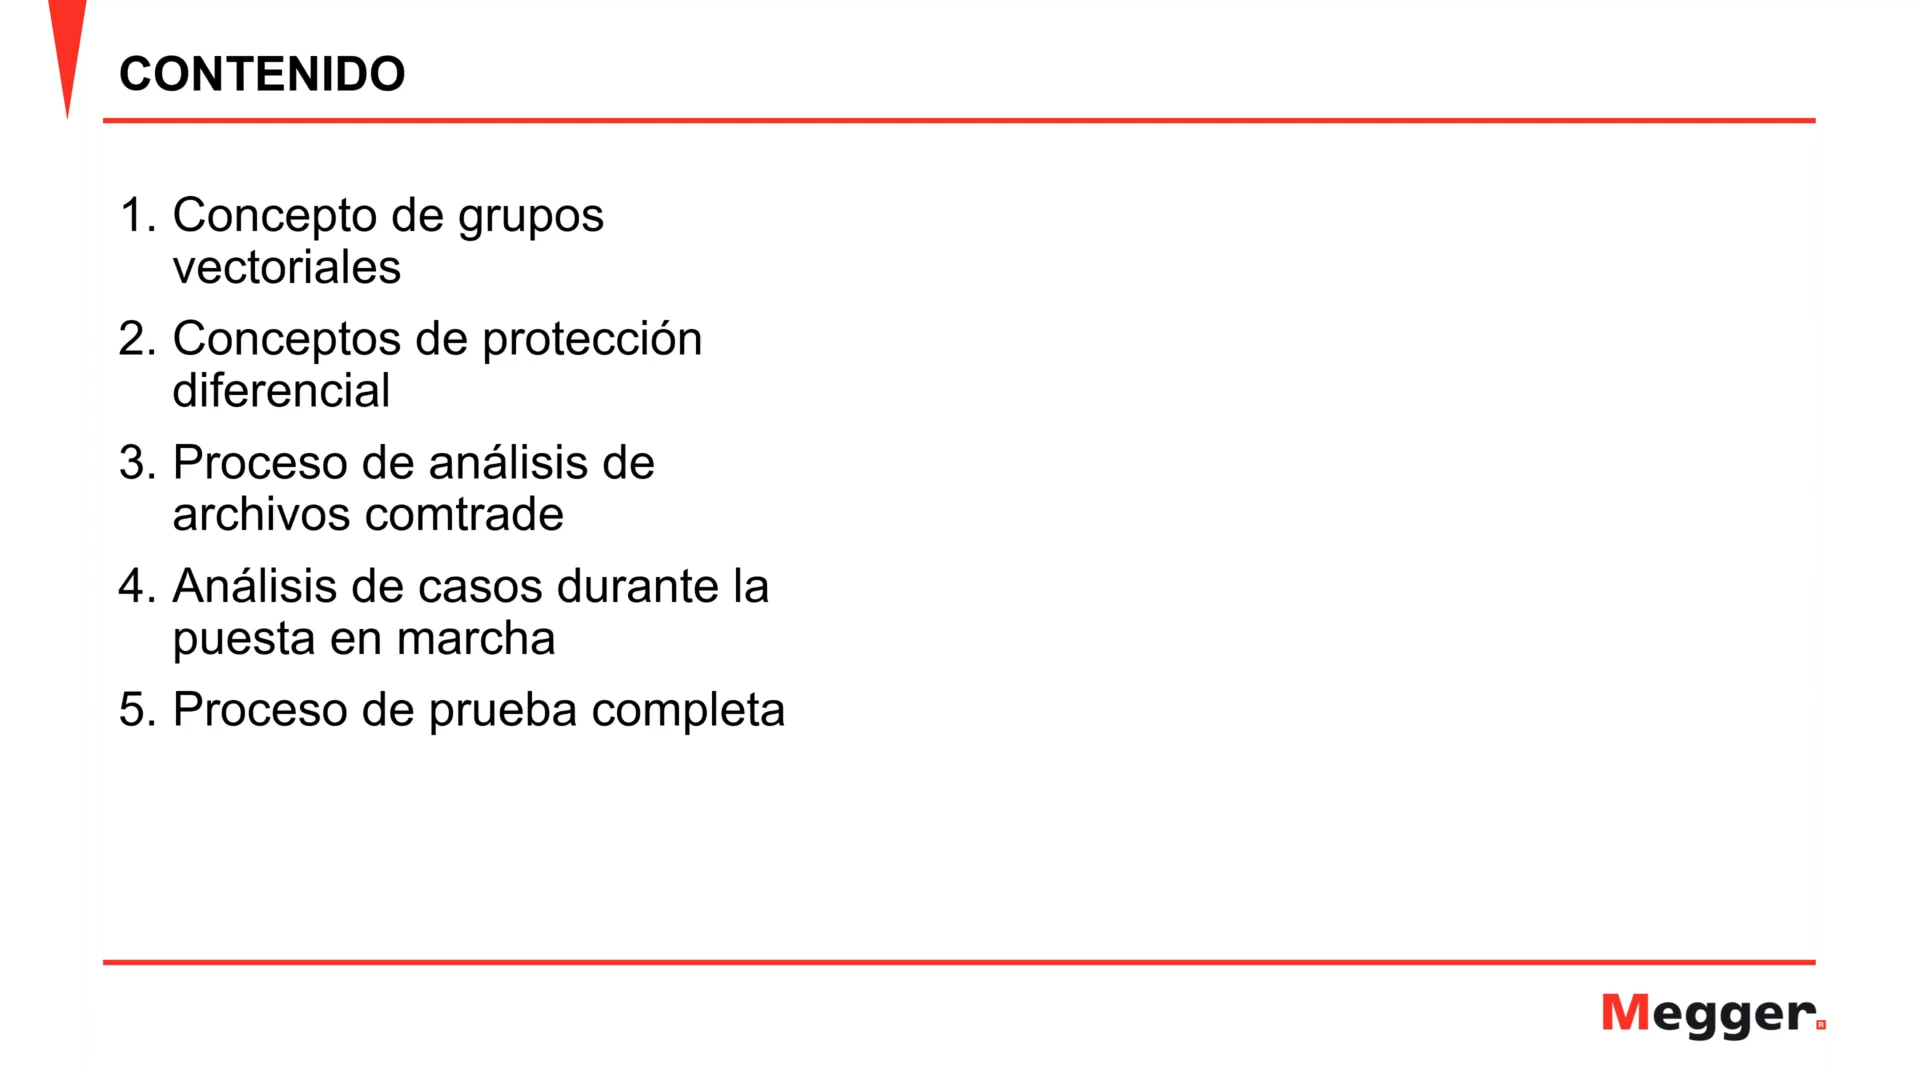 CONTENIDO
1. Concepto de grupos
vectoriales
2. Conceptos de protección
diferencial
3. Proceso de análisis de
archivos comtrade
4. Análisis de casos durante la
puesta en marcha
5. Proceso de prueba completa
Megger®